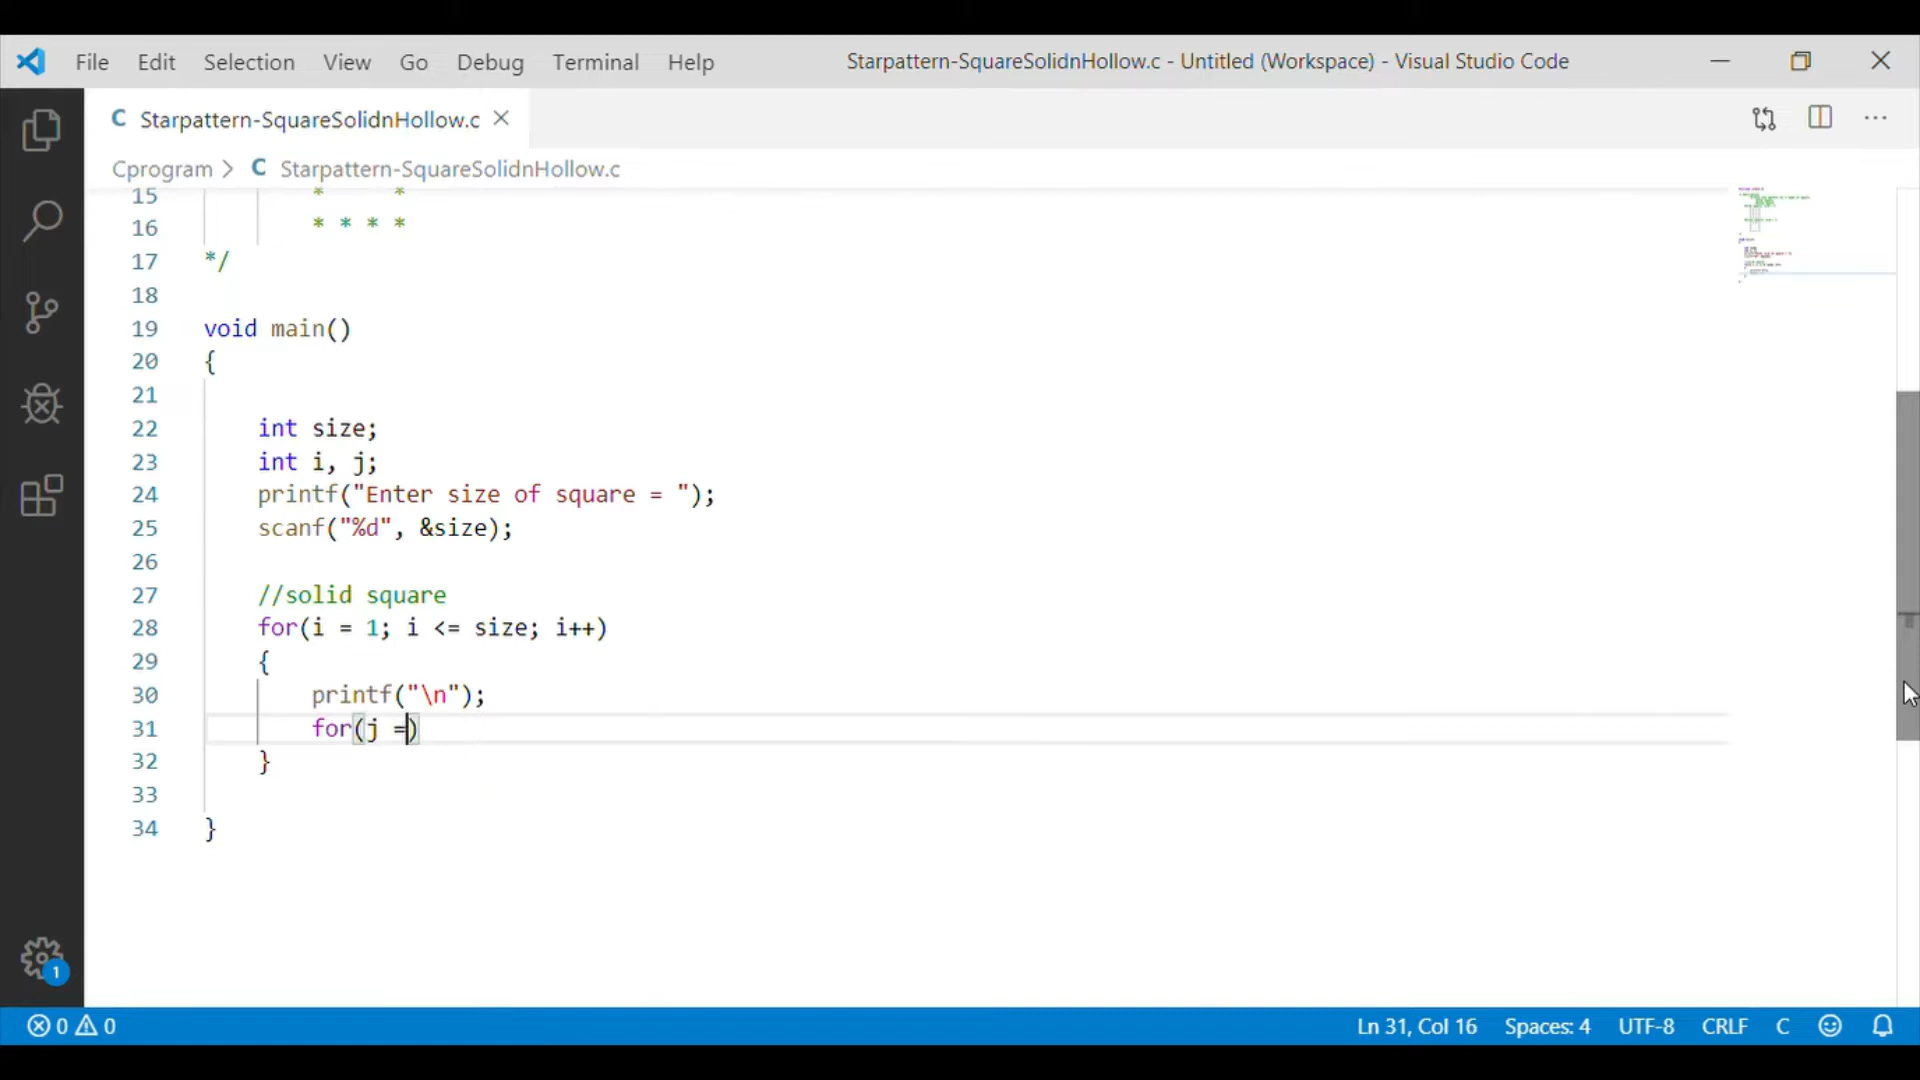 File Edit Selection View Go Debug Terminal Help Starpattern-SquareSolidnHollow.c - Untitled (Workspace) - Visual Studio Code
C Starpattern-SquareSolidnHollow.c
Cprogram > C Starpattern-SquareSolidnHollow.c
15 * *
16 * * * *
17 */
18
19 void main()
20 {
21
22 int size;
23 int i, j;
24 printf("Enter size of square = ");
25 scanf("%d", &size);
26
27 //solid square
28 for(i = 1; i <= size; i++)
29 {
30 printf("\n");
31 for(j =)
32 }
33
34 }
1
0 0 Ln 31, Col 16 Spaces: 4 UTF-8 CRLF C